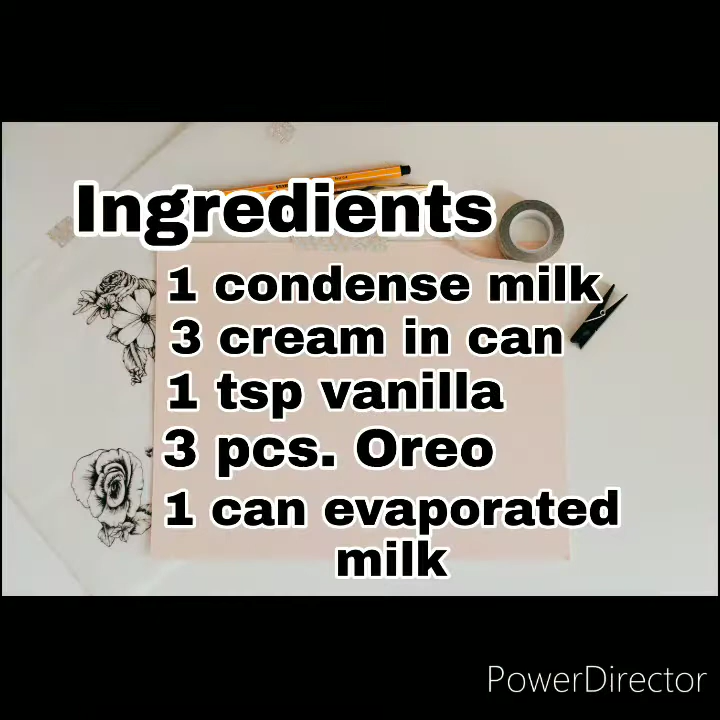 Ingredients
1 condense milk
3 cream in can
1 tsp vanilla
3 pcs. Oreo
1 can evaporated
milk
PowerDirector